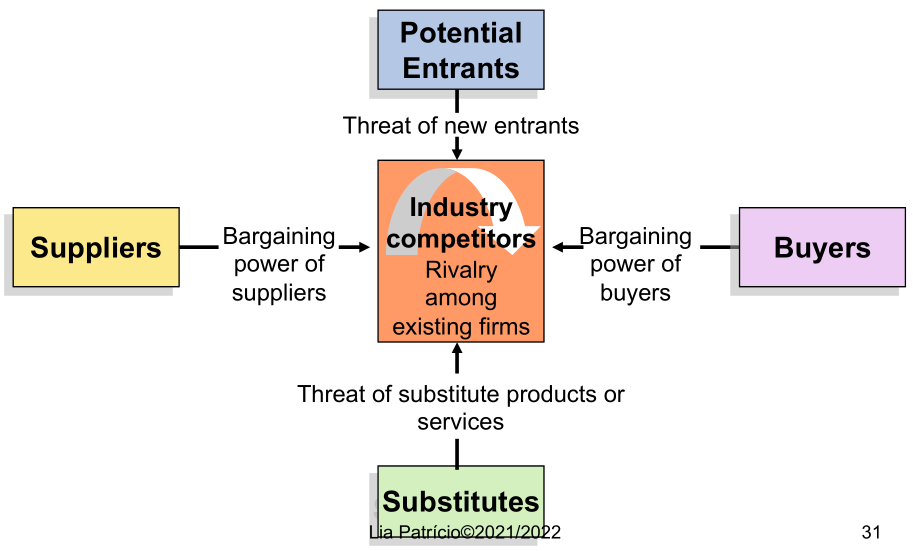 Potential
Entrants
Threat of new entrants
Suppliers
Bargaining
power of
suppliers
Industry
competitors
Rivalry
among
existing firms
Bargaining
power of
buyers
Buyers
Threat of substitute products or
services
Substitutes
Lia Patrício©2021/2022
31